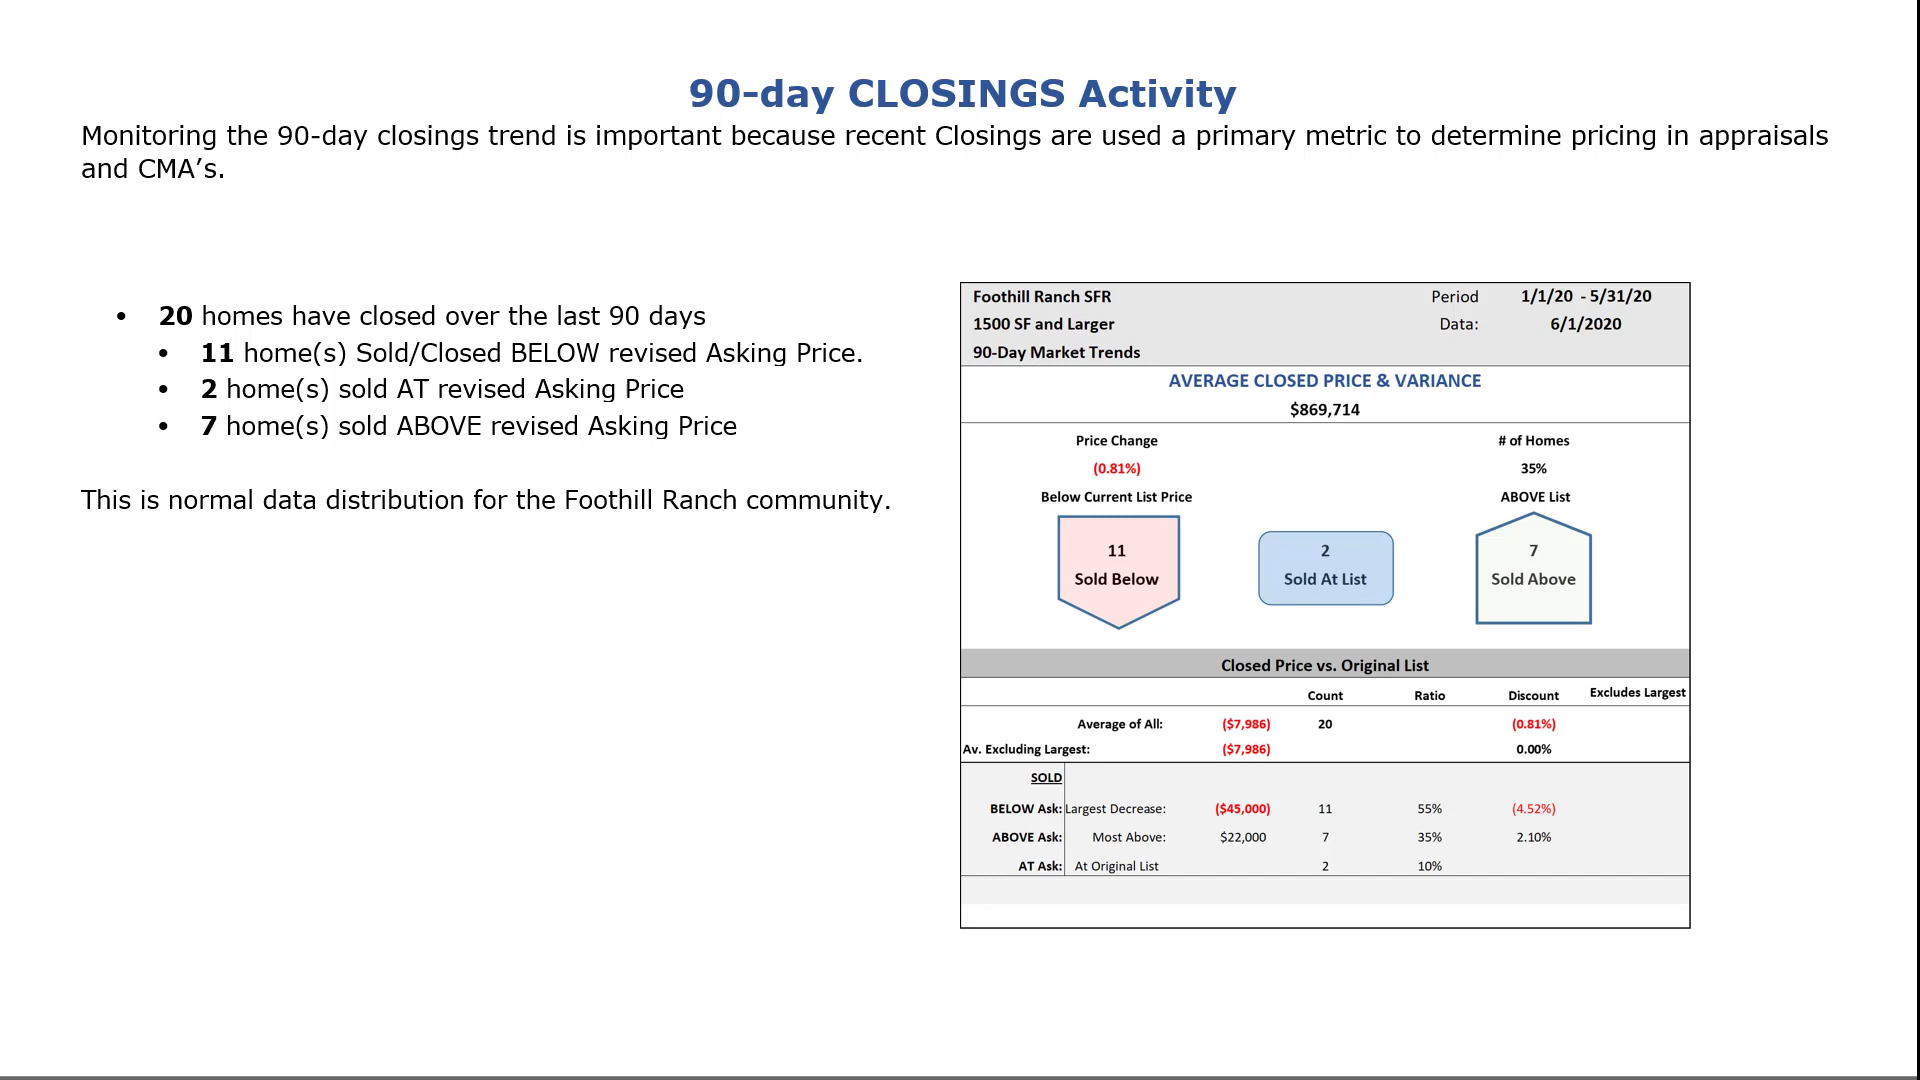 90-day CLOSINGS Activity
Monitoring the 90-day closings trend is important because recent Closings are used a primary metric to determine pricing in appraisals
and CMA’s.
• 20 homes have closed over the last 90 days
• 11 home(s) Sold/Closed BELOW revised Asking Price.
• 2 home(s) sold AT revised Asking Price
• 7 home(s) sold ABOVE revised Asking Price
This is normal data distribution for the Foothill Ranch community.
Foothill Ranch SFR Period 1/1/20 - 5/31/20
1500 SF and Larger Data: 6/1/2020
90-Day Market Trends
AVERAGE CLOSED PRICE & VARIANCE
$869,714
Price Change # of Homes
(0.81%) 35%
Below Current List Price ABOVE List
11 2 7
Sold Below Sold At List Sold Above
Closed Price vs. Original List
Count Ratio Discount Excludes Largest
Average of All: ($7,986) 20 (0.81%)
Av. Excluding Largest: ($7,986) 0.00%
SOLD
BELOW Ask: Largest Decrease: ($45,000) 11 55% (4.52%)
ABOVE Ask: Most Above: $22,000 7 35% 2.10%
AT Ask: At Original List 2 10%